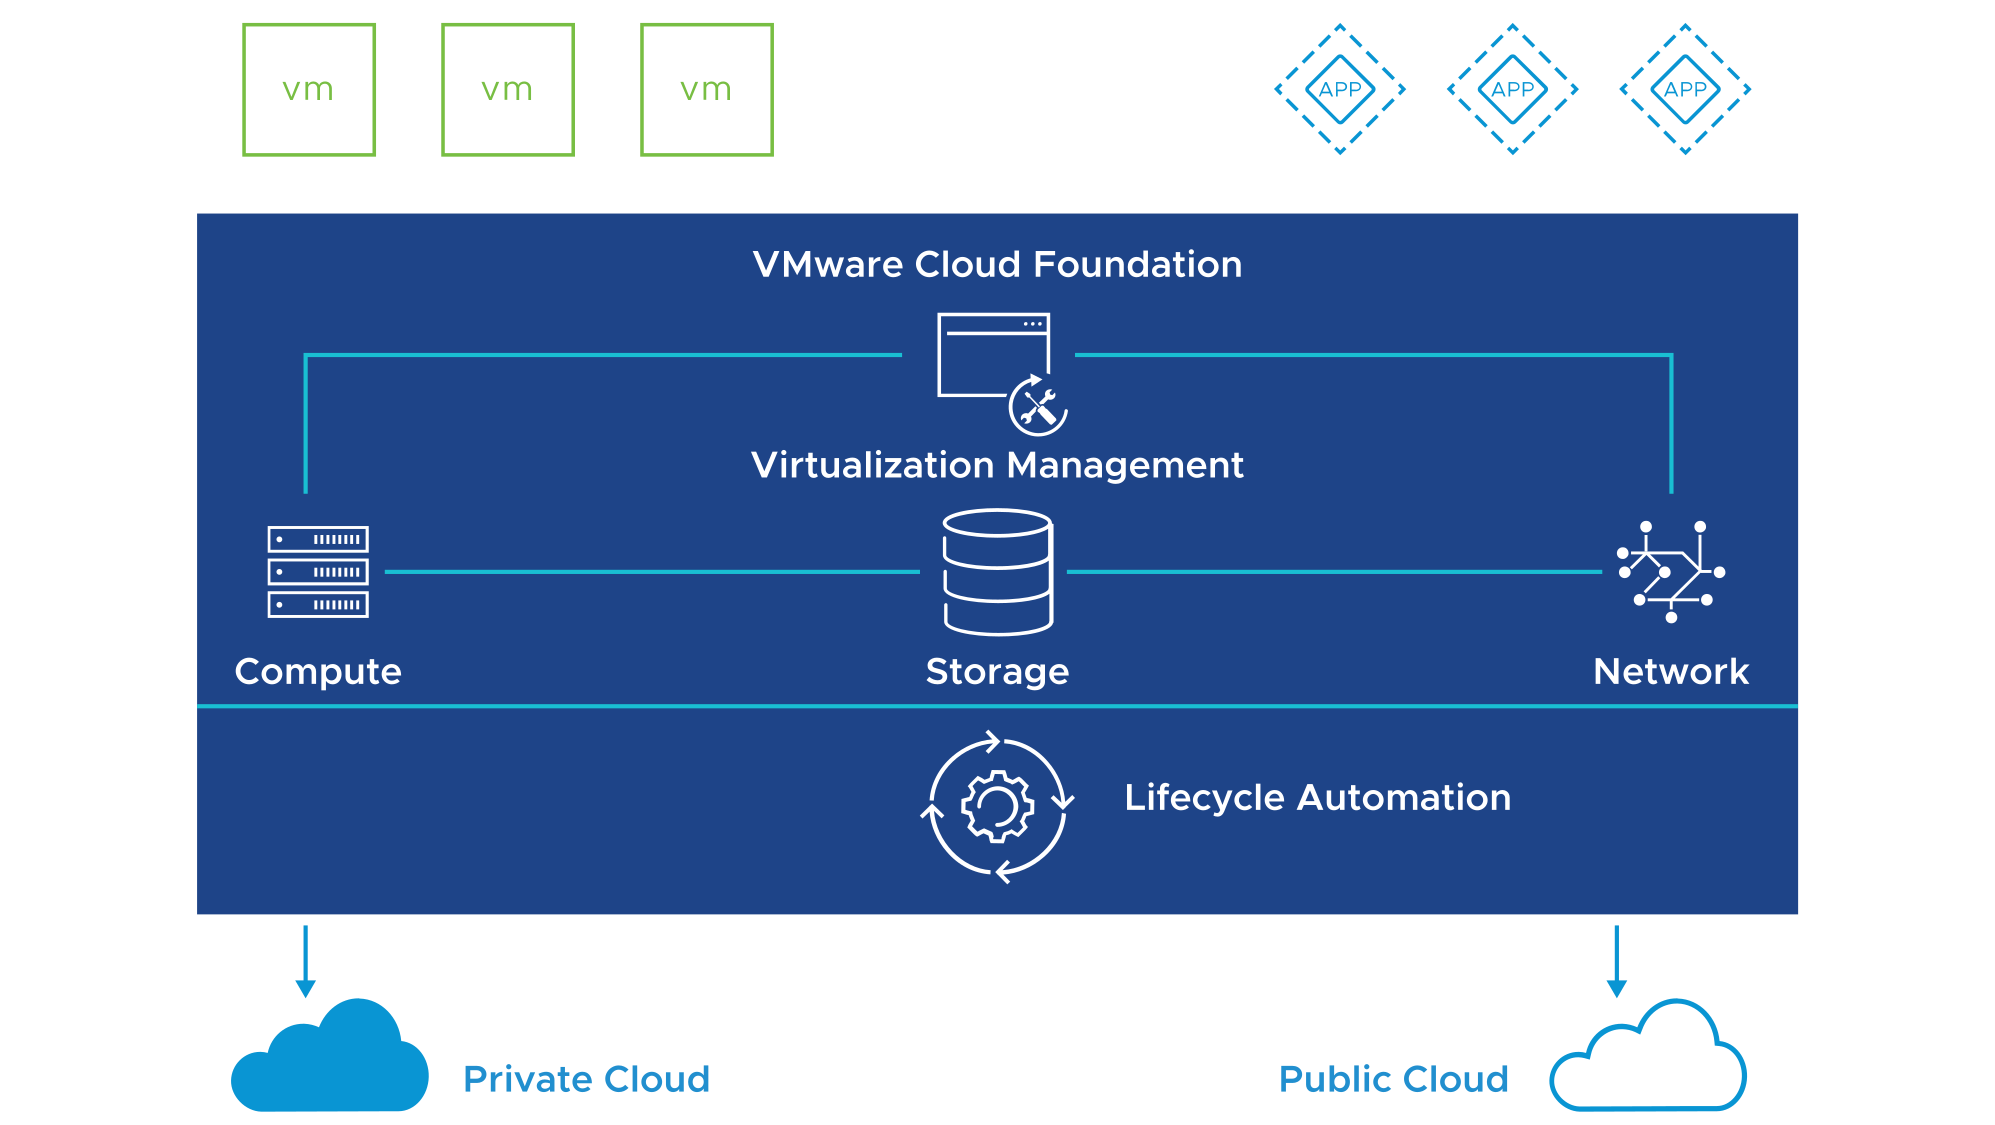 vm vm vm APP APP APP
VMware Cloud Foundation
Virtualization Management
Compute Storage Network
Lifecycle Automation
Private Cloud Public Cloud